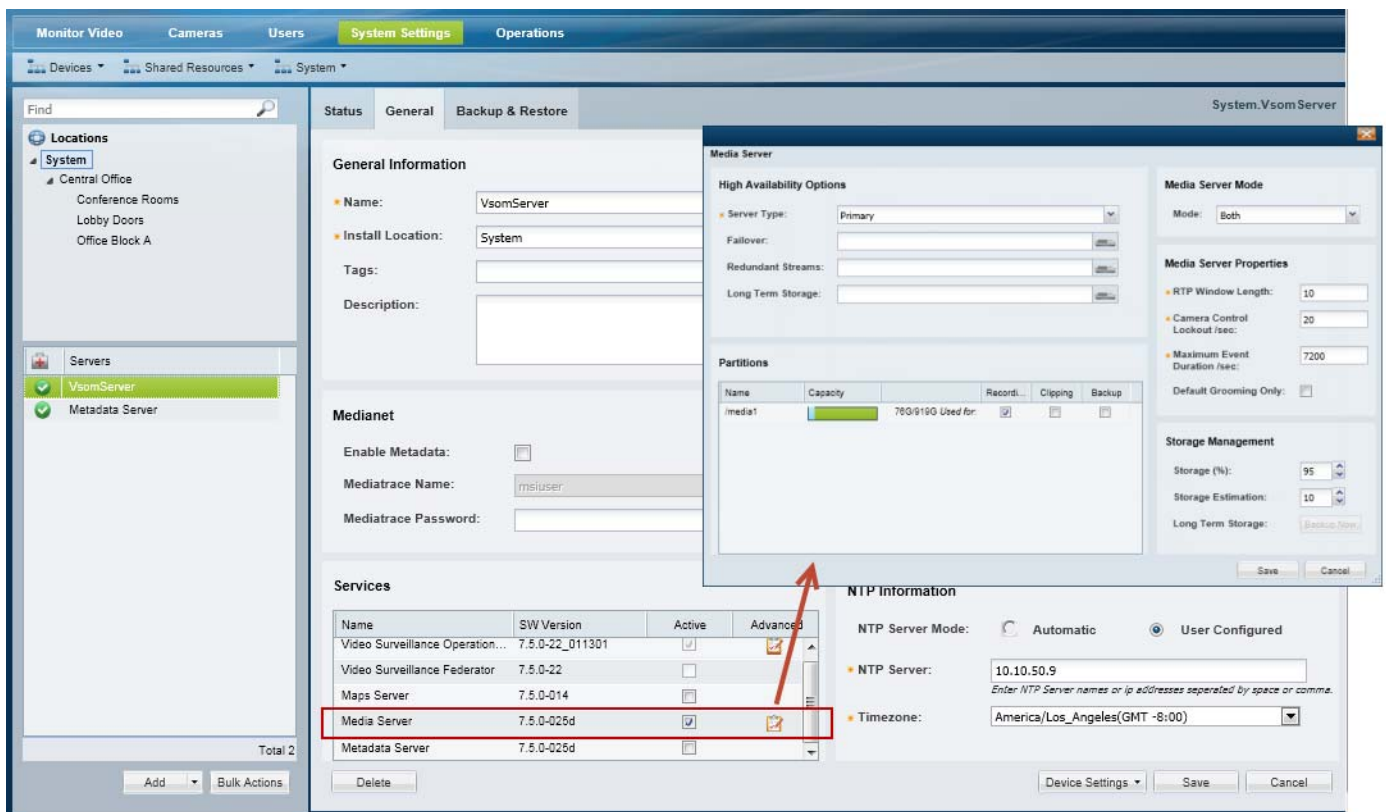 Monitor Video Cameras Users System Settings Operations
Devices Shared Resources System
Find
Locations
System
Central Office
Conference Rooms
Lobby Doors
Office Block A
Servers
VsomServer
Metadata Server
Total 2
Add Bulk Actions
Status General Backup & Restore
System.VsomServer
General Information
* Name: VsomServer
* Install Location: System
Tags:
Description:
Medianet
Enable Metadata:
Mediatrace Name: msiuser
Mediatrace Password:
Services
Name SW Version Active Advanced
Video Surveillance Operation... 7.5.0-22_011301
Video Surveillance Federator 7.5.0-22
Maps Server 7.5.0-014
Media Server 7.5.0-025d
Metadata Server 7.5.0-025d
Delete
Media Server
High Availability Options
* Server Type: Primary
Failover:
Redundant Streams:
Long Term Storage:
Partitions
Name Capacity Recordi... Clipping Backup
/media1 76G/919G Used for:
Media Server Mode
Mode: Both
Media Server Properties
* RTP Window Length: 10
* Camera Control
Lockout /sec: 20
* Maximum Event
Duration /sec: 7200
Default Grooming Only:
Storage Management
Storage (%): 95
Storage Estimation: 10
Long Term Storage: Backup Now
Save Cancel
NTP Information
NTP Server Mode: Automatic User Configured
* NTP Server: 10.10.50.9
Enter NTP Server names or ip addresses seperated by space or comma.
* Timezone: America/Los_Angeles(GMT -8:00)
Device Settings Save Cancel